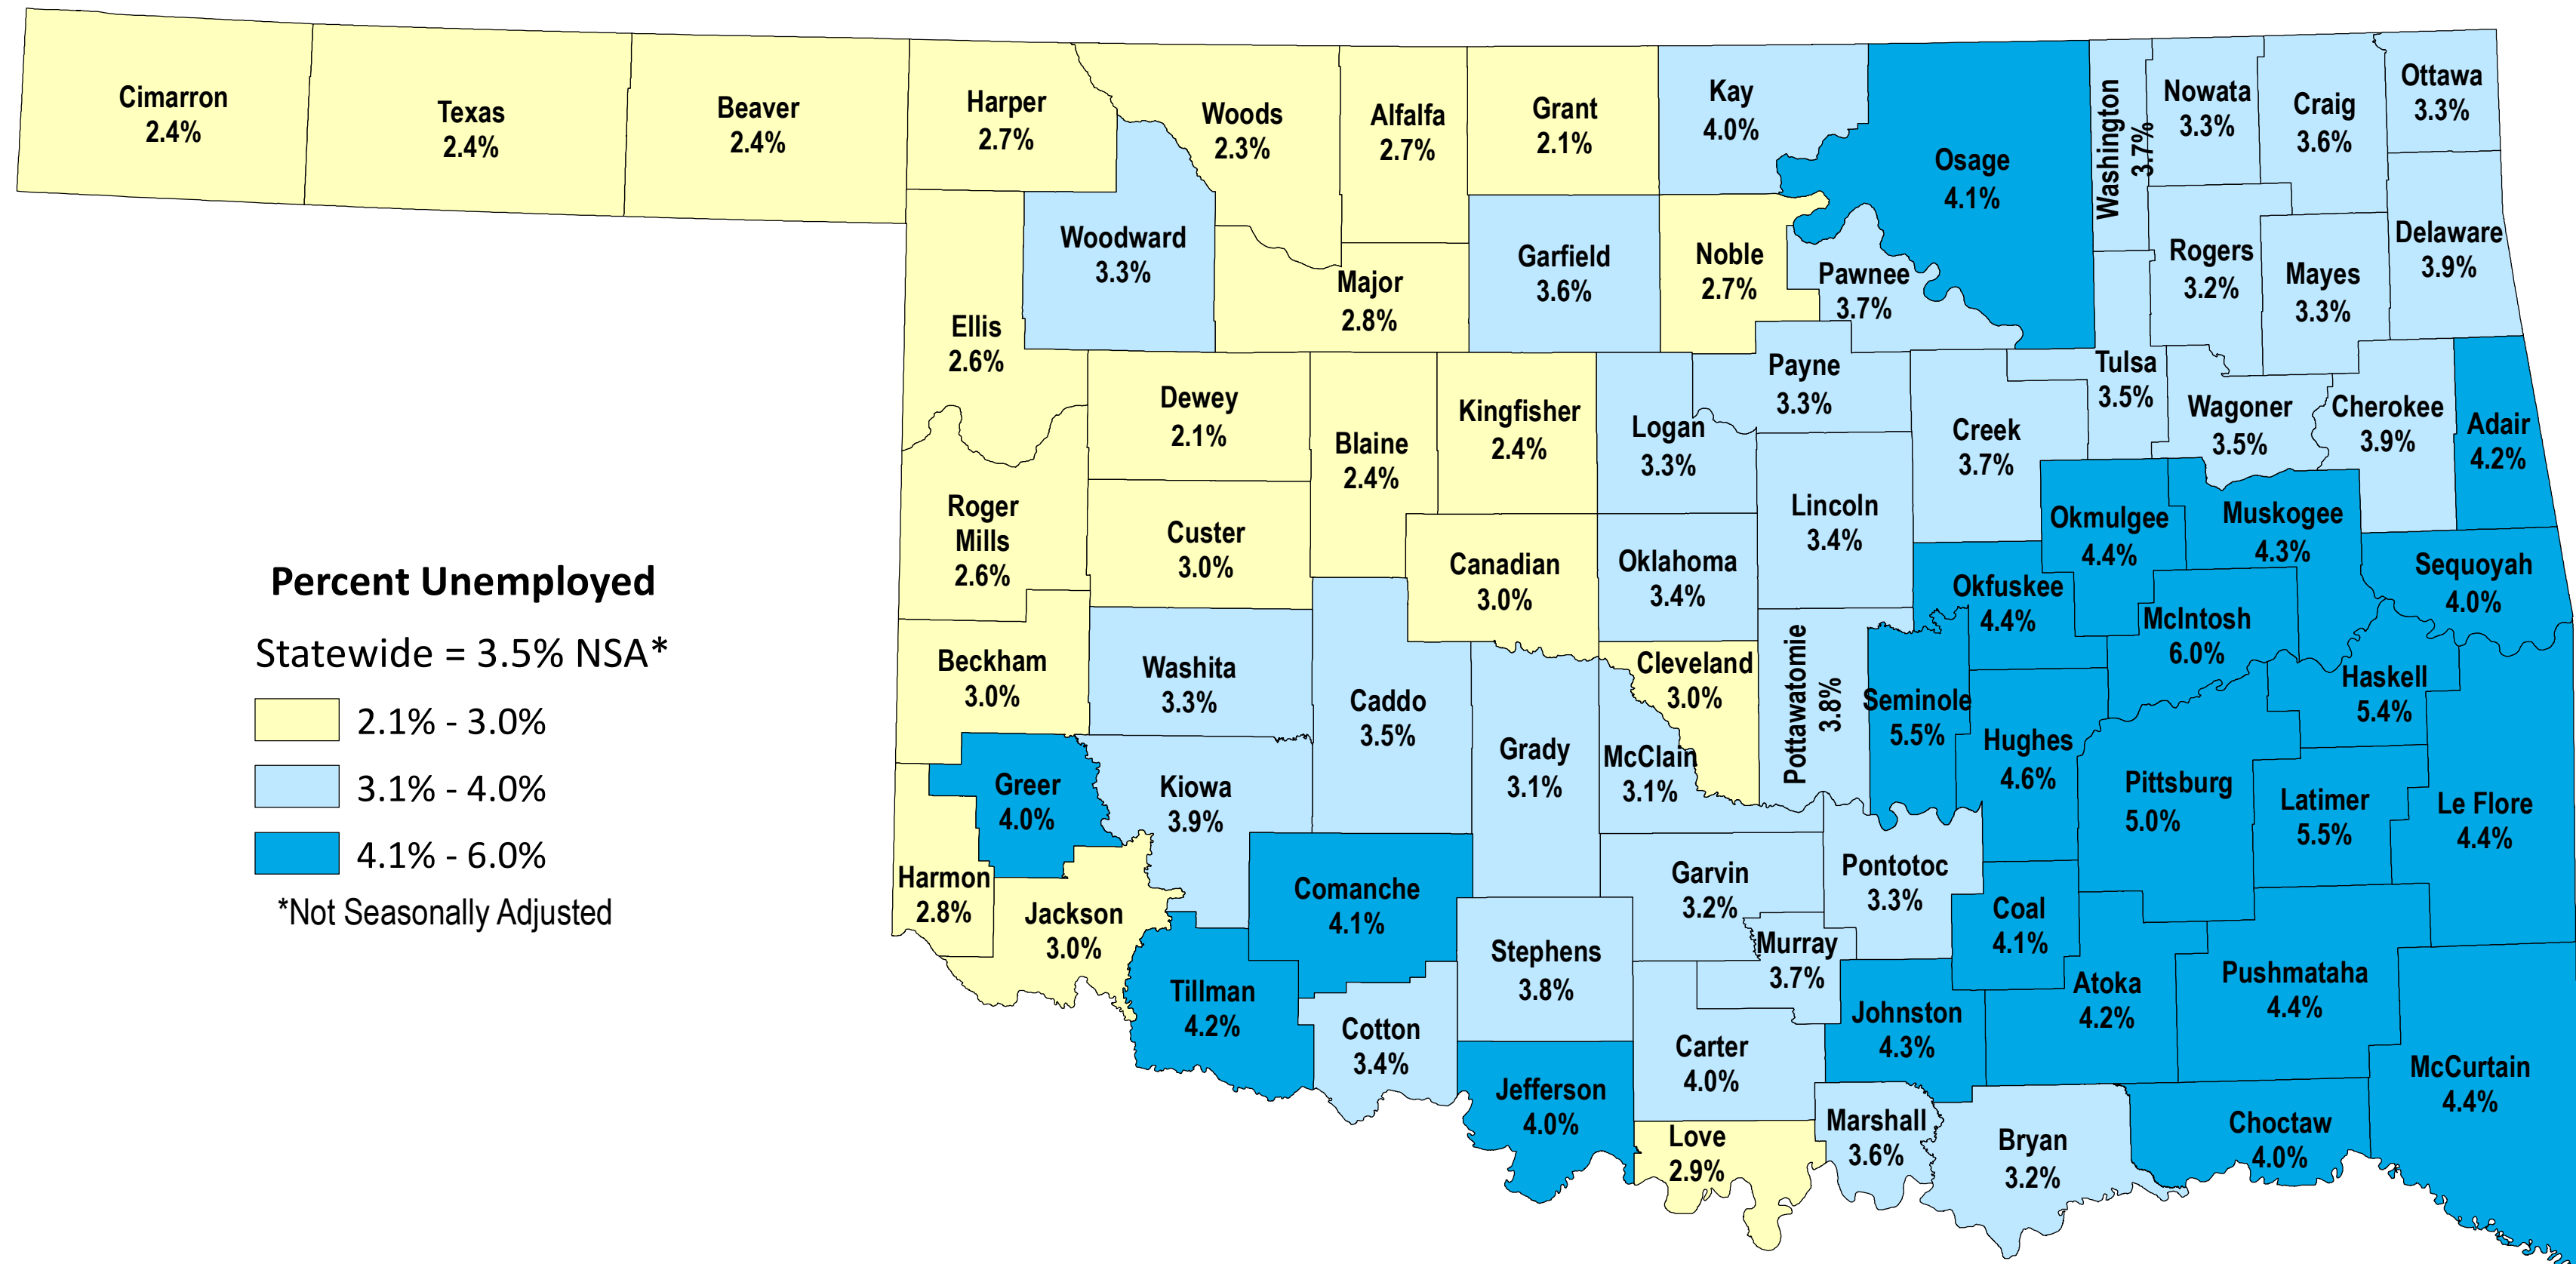 Cimarron
2.4%
Texas
2.4%
Beaver
2.4%
Harper
2.7%
Woods
2.3%
Alfalfa
2.7%
Grant
2.1%
Kay
4.0%
Osage
4.1%
Washington
3.7%
Nowata
3.3%
Craig
3.6%
Ottawa
3.3%
Woodward
3.3%
Major
2.8%
Garfield
3.6%
Noble
2.7%
Pawnee
3.7%
Rogers
3.2%
Mayes
3.3%
Delaware
3.9%
Ellis
2.6%
Dewey
2.1%
Blaine
2.4%
Kingfisher
2.4%
Logan
3.3%
Payne
3.3%
Creek
3.7%
Tulsa
3.5%
Wagoner
3.5%
Cherokee
3.9%
Adair
4.2%
Roger
Mills
2.6%
Custer
3.0%
Canadian
3.0%
Oklahoma
3.4%
Lincoln
3.4%
Okmulgee
4.4%
Muskogee
4.3%
Sequoyah
4.0%
Okfuskee
4.4%
McIntosh
6.0%
Beckham
3.0%
Washita
3.3%
Caddo
3.5%
Grady
3.1%
McClain
3.1%
Cleveland
3.0%
Pottawatomie
3.8%
Seminole
5.5%
Hughes
4.6%
Haskell
5.4%
Pittsburg
5.0%
Latimer
5.5%
Le Flore
4.4%
Greer
4.0%
Kiowa
3.9%
Harmon
2.8%
Jackson
3.0%
Comanche
4.1%
Garvin
3.2%
Pontotoc
3.3%
Coal
4.1%
Tillman
4.2%
Stephens
3.8%
Murray
3.7%
Johnston
4.3%
Atoka
4.2%
Pushmataha
4.4%
Cotton
3.4%
Carter
4.0%
McCurtain
4.4%
Jefferson
4.0%
Love
2.9%
Marshall
3.6%
Bryan
3.2%
Choctaw
4.0%
Percent Unemployed
Statewide = 3.5% NSA*
2.1% - 3.0%
3.1% - 4.0%
4.1% - 6.0%
*Not Seasonally Adjusted